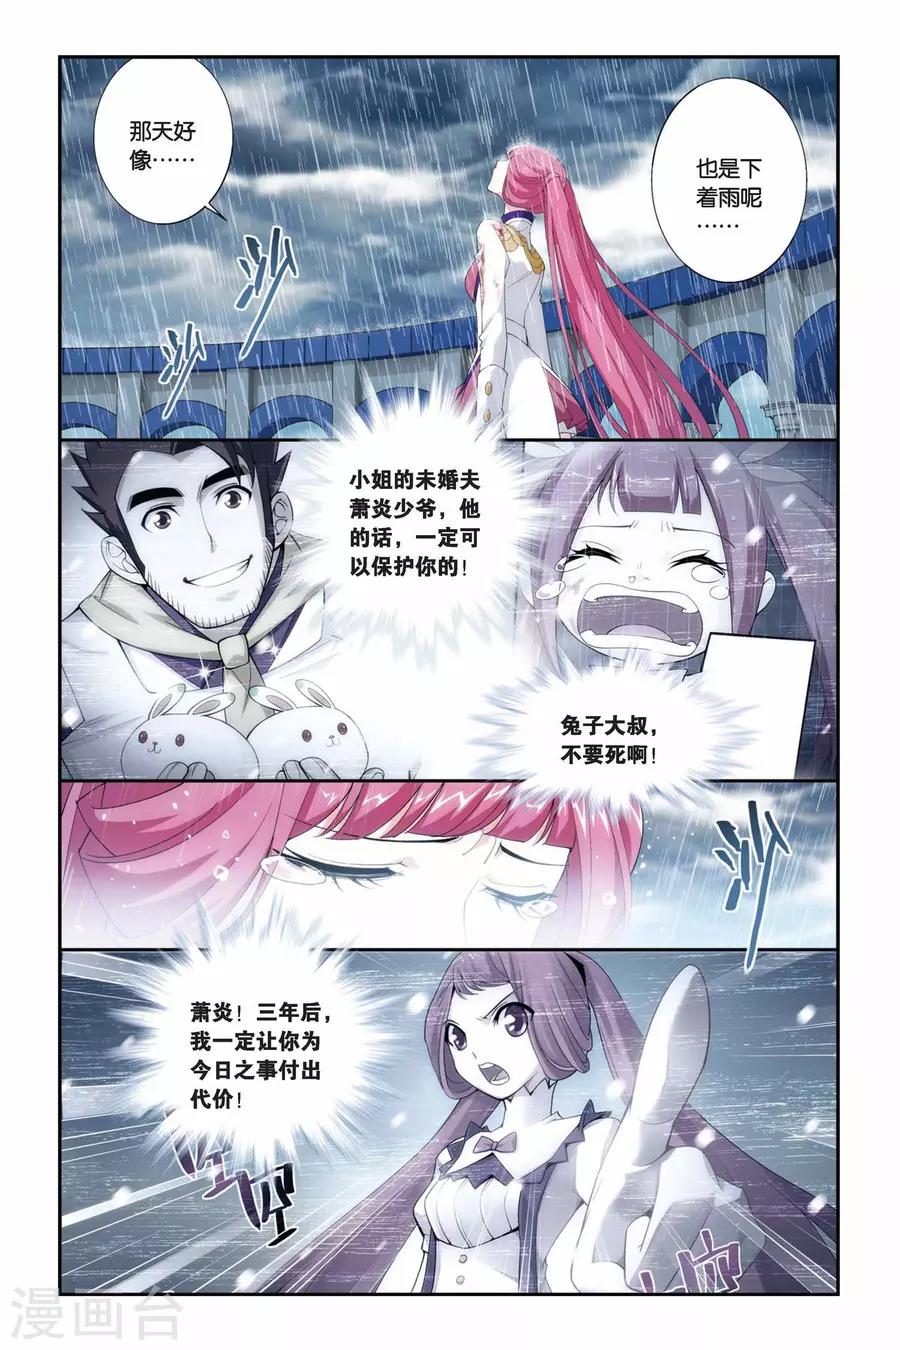 那天好
像……
也是下
着雨呢
……
沙
沙
小姐的未婚夫
萧炎少爷，他
的话，一定可
以保护你的！
兔子大叔，
不要死啊！
沙
萧炎！三年后，
我一定让你为
今日之事付出
代价！
漫画台